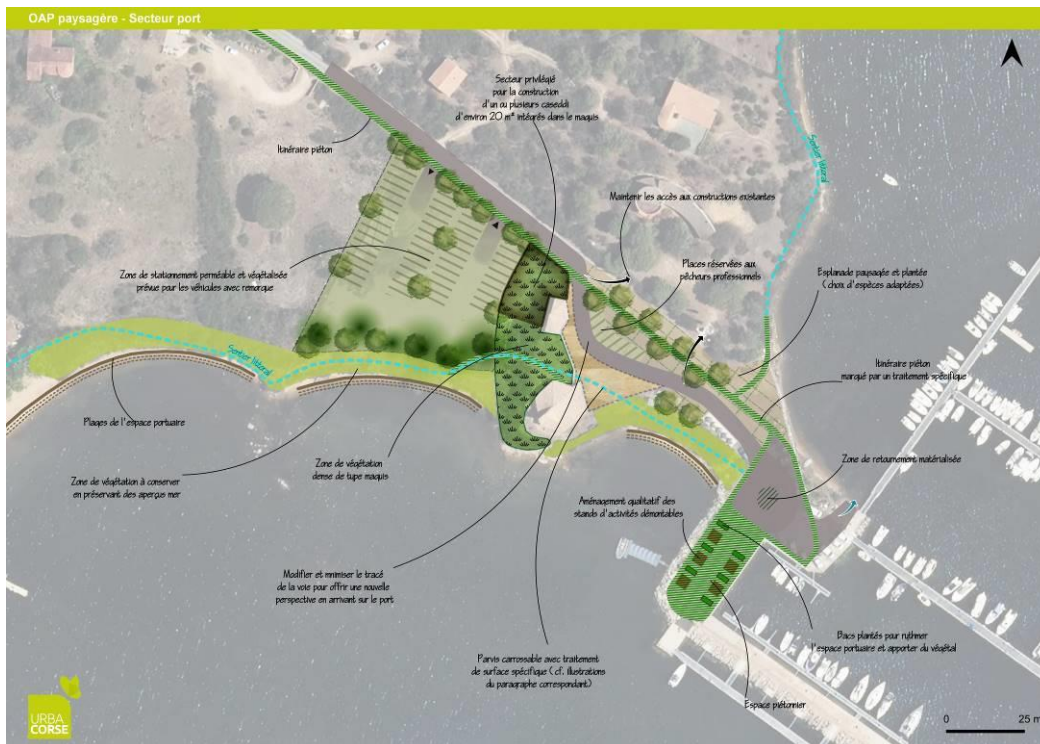 OAP paysagère - Secteur port
Secteur privilégié
pour la construction
d'un ou plusieurs caseddi
d'environ 20 m² intégrés dans le maquis
Itinéraire piéton
Sentier littoral
Maintenir les accès aux constructions existantes
Zone de stationnement perméable et végétalisée
prévue pour les véhicules avec remorque
Places réservées aux
pêcheurs professionnels
Esplanade paysagée et plantée
(choix d'espèces adaptées)
Sentier littoral
Sentier littoral
Itinéraire piéton
marqué par un traitement spécifique
Plages de l'espace portuaire
Zone de végétation à conserver
en préservant des aperçus mer
Zone de végétation
dense de type maquis
Zone de retournement matérialisée
Aménagement qualitatif des
stands d'activités démontables
Modifier et mnimiser le tracé
de la voie pour offrir une nouvelle
perspective en arrivant sur le port
Bacs plantés pour rythmer
l'espace portuaire et apporter du végétal
Parvis carrossable avec traitement
de surface spécifique (cf. illustrations
du paragraphe correspondant)
Espace piétonnier
URBA
CORSE
0 25 m